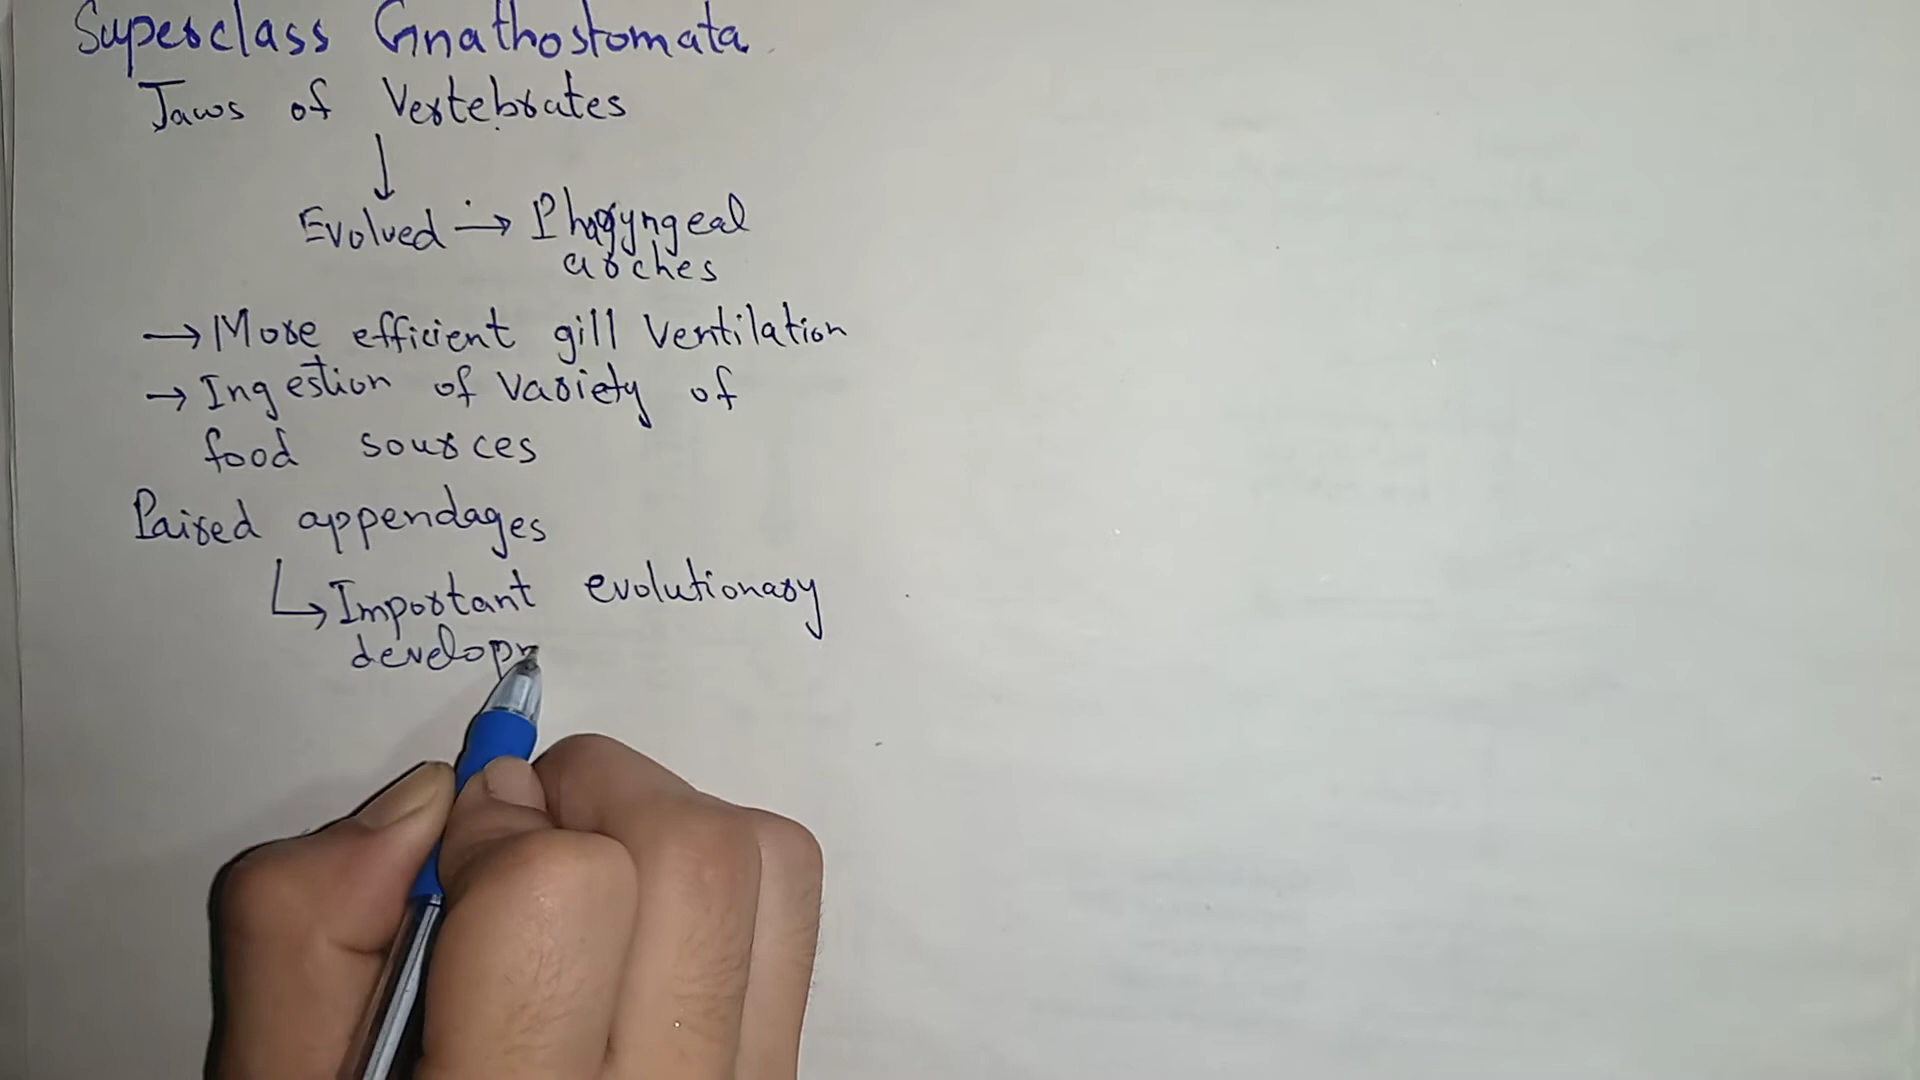 Superclass Gnathostomata
Jaws of Vertebrates
↓
Evolved → Pharyngeal
arches
→ More efficient gill ventilation
→ Ingestion of variety of
food sources
Paired appendages
↳ Important evolutionary
developm